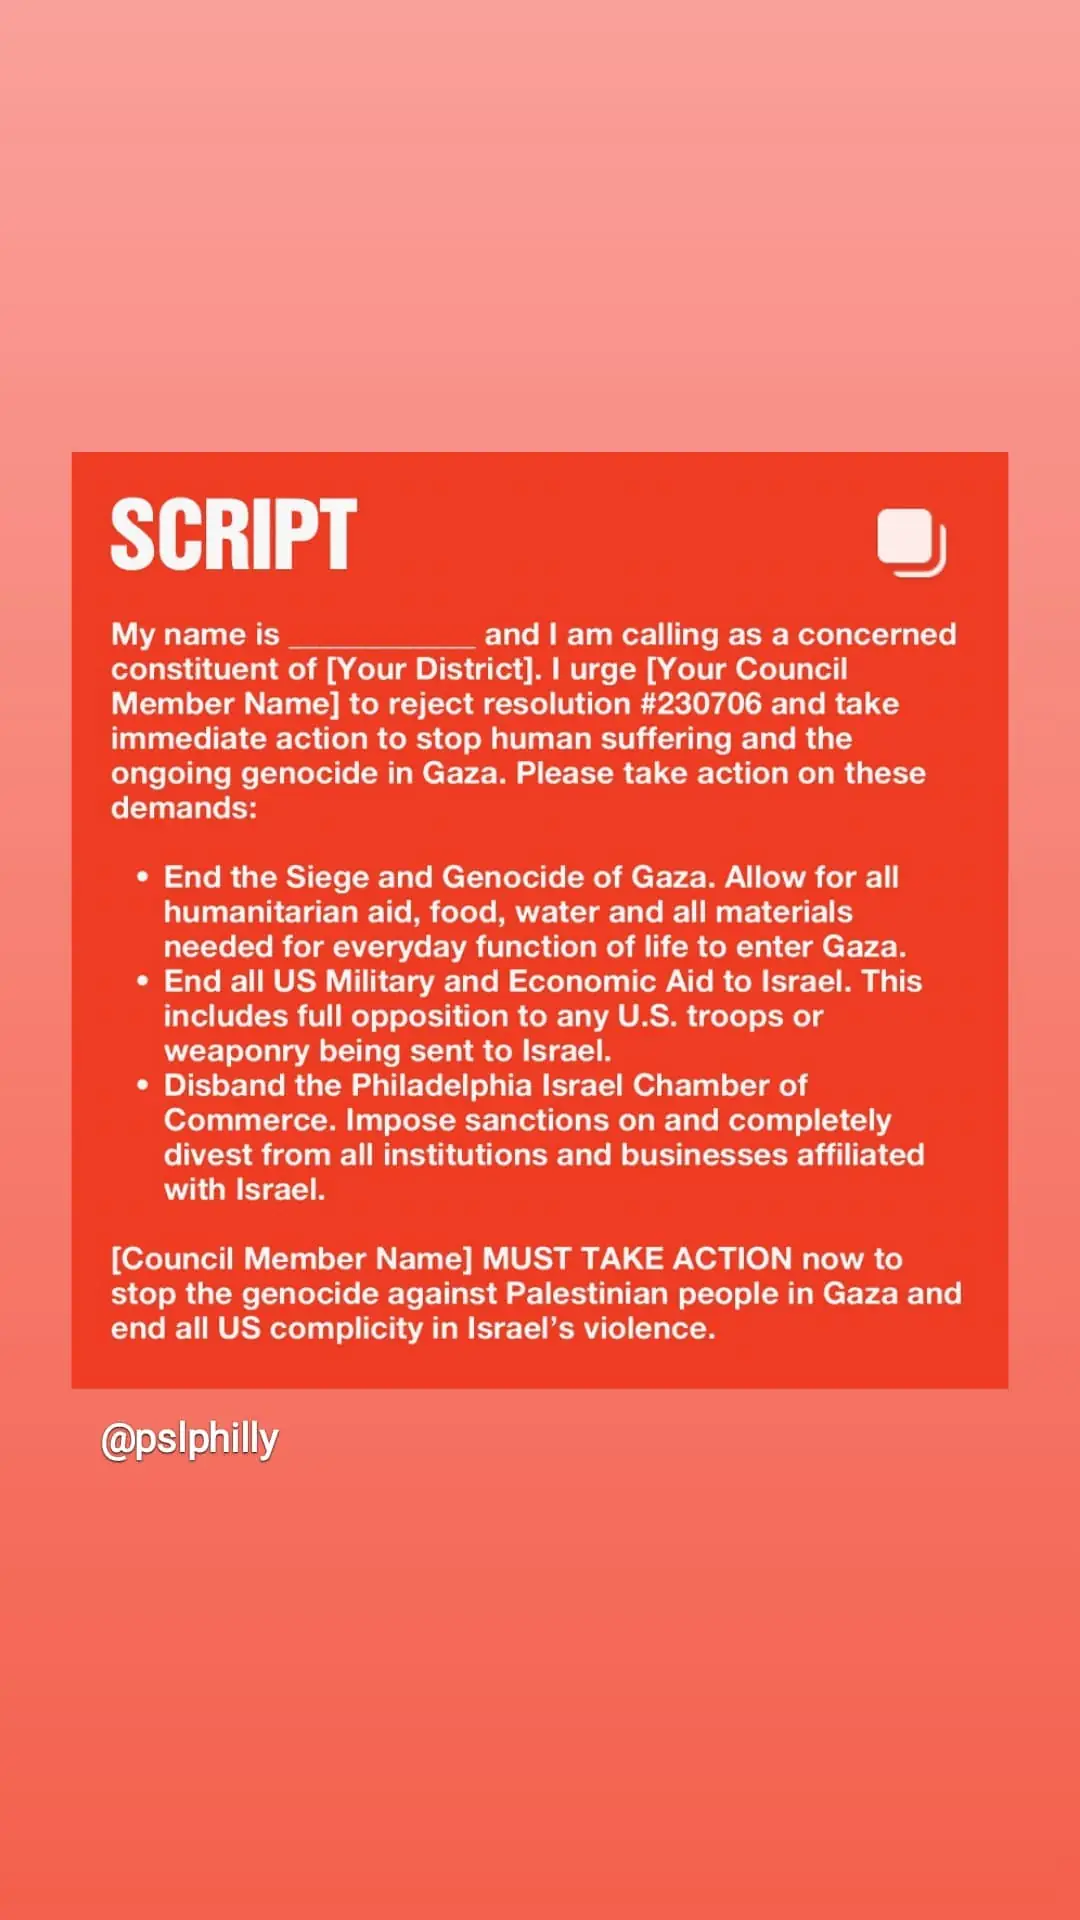 SCRIPT
My name is ____________ and I am calling as a concerned
constituent of [Your District]. I urge [Your Council
Member Name] to reject resolution #230706 and take
immediate action to stop human suffering and the
ongoing genocide in Gaza. Please take action on these
demands:
• End the Siege and Genocide of Gaza. Allow for all
humanitarian aid, food, water and all materials
needed for everyday function of life to enter Gaza.
• End all US Military and Economic Aid to Israel. This
includes full opposition to any U.S. troops or
weaponry being sent to Israel.
• Disband the Philadelphia Israel Chamber of
Commerce. Impose sanctions on and completely
divest from all institutions and businesses affiliated
with Israel.
[Council Member Name] MUST TAKE ACTION now to
stop the genocide against Palestinian people in Gaza and
end all US complicity in Israel’s violence.
@pslphilly